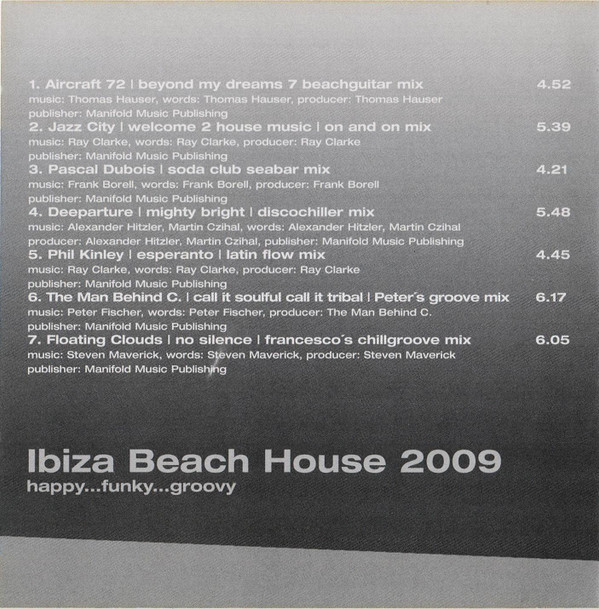 1. Aircraft 72 | beyond my dreams 7 beachguitar mix 4.52
music: Thomas Hauser, words: Thomas Hauser, producer: Thomas Hauser
publisher: Manifold Music Publishing
2. Jazz City | welcome 2 house music | on and on mix 5.39
music: Ray Clarke, words: Ray Clarke, producer: Ray Clarke
publisher: Manifold Music Publishing
3. Pascal Dubois | soda club seabar mix 4.21
music: Frank Borell, words: Frank Borell, producer: Frank Borell
publisher: Manifold Music Publishing
4. Deeparture | mighty bright | discochiller mix 5.48
music: Alexander Hitzler, Martin Czihal, words: Alexander Hitzler, Martin Czihal
producer: Alexander Hitzler, Martin Czihal, publisher: Manifold Music Publishing
5. Phil Kinley | esperanto | latin flow mix 4.45
music: Ray Clarke, words: Ray Clarke, producer: Ray Clarke
publisher: Manifold Music Publishing
6. The Man Behind C. | call it soulful call it tribal | Peter´s groove mix 6.17
music: Peter Fischer, words: Peter Fischer, producer: The Man Behind C.
publisher: Manifold Music Publishing
7. Floating Clouds | no silence | francesco´s chillgroove mix 6.05
music: Steven Maverick, words: Steven Maverick, producer: Steven Maverick
publisher: Manifold Music Publishing
Ibiza Beach House 2009
happy...funky...groovy